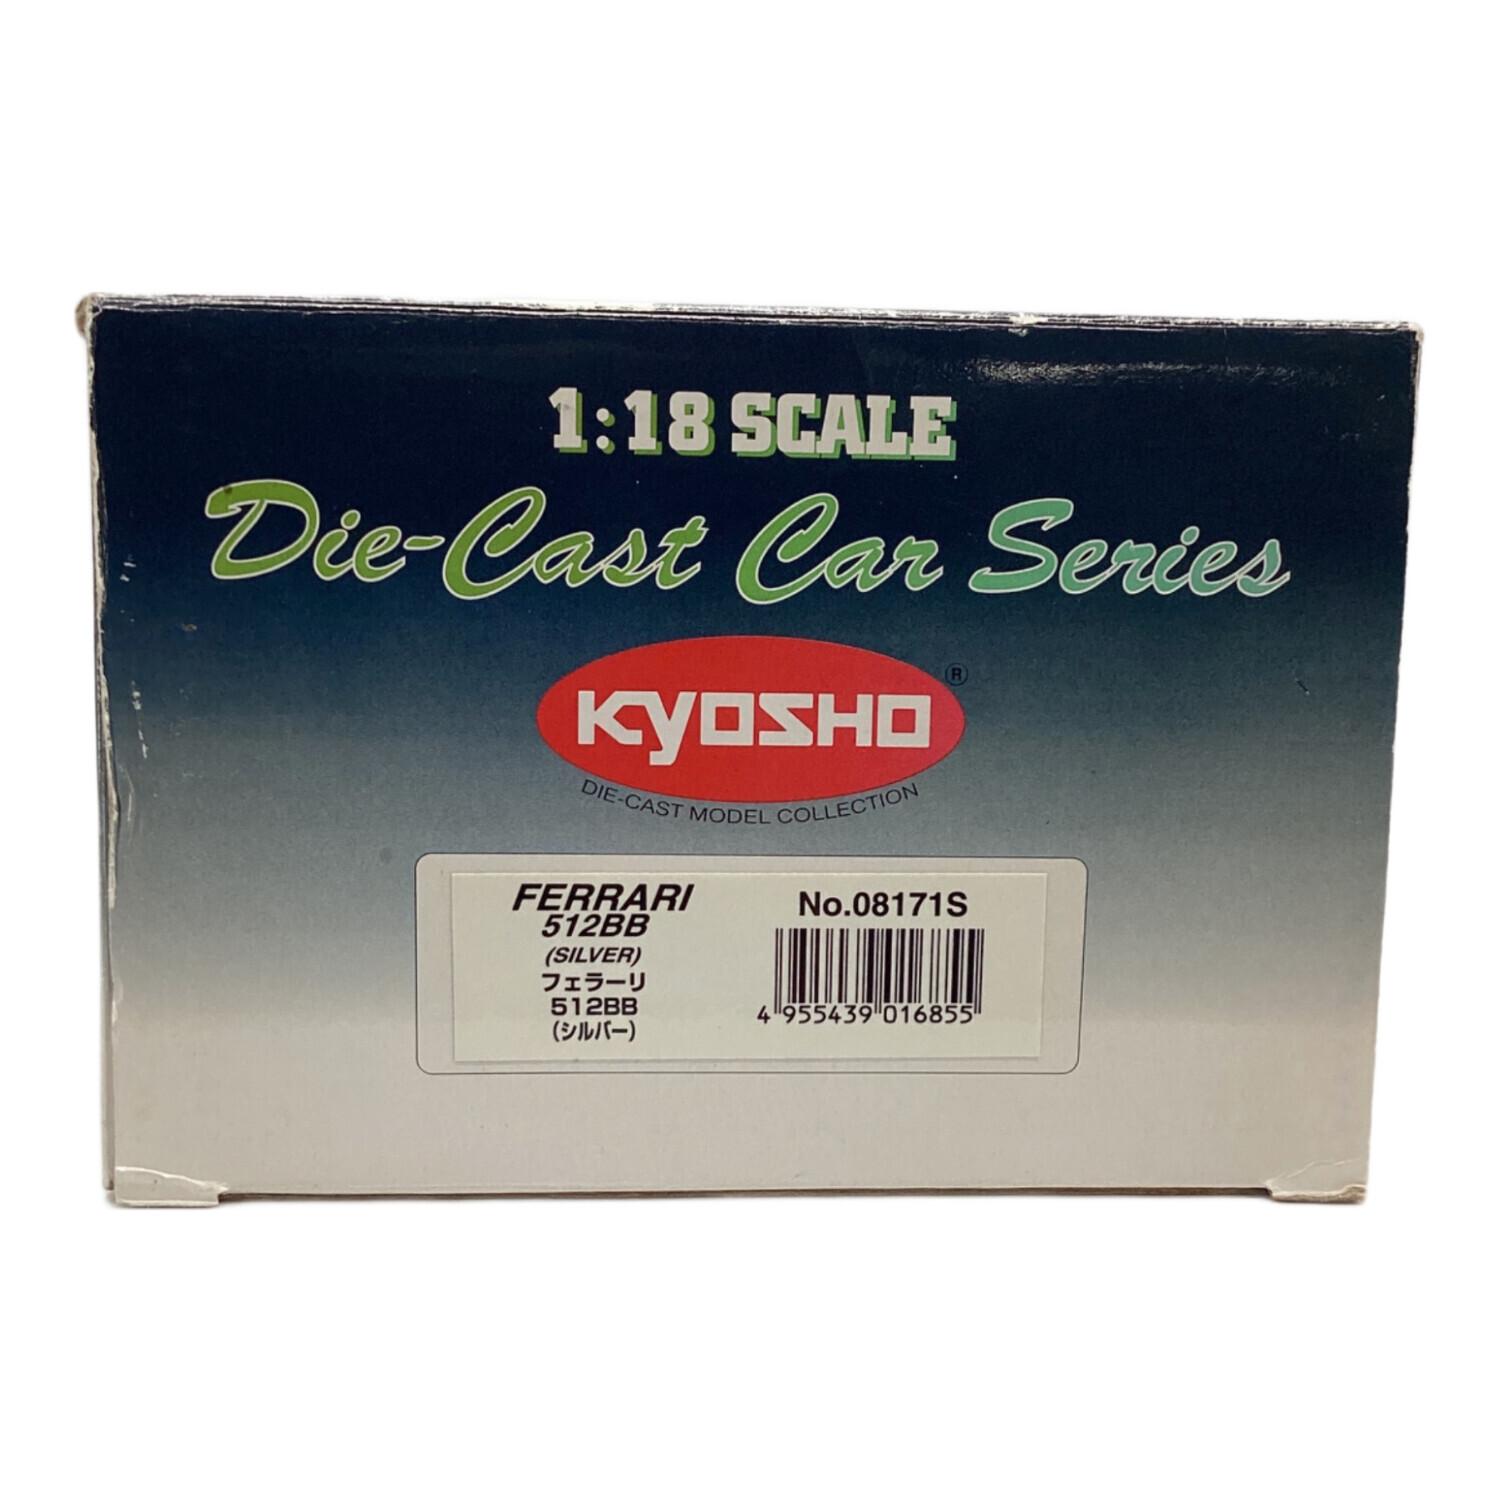 1:18 SCALE
Die-Cast Car Series
KYOSHO ®
DIE-CAST MODEL COLLECTION
FERRARI
512BB
(SILVER)
フェラーリ
512BB
(シルバー)
No.08171S
4 955439 016855